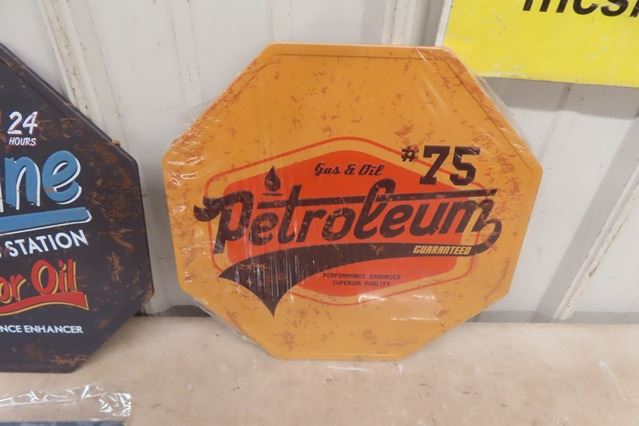 24
HOURS
ne
STATION
or Oil
NCE ENHANCER
Gas & Oil
#75
Petroleum
GUARANTEED
PERFORMANCE ENHANCER
SUPERIOR QUALITY